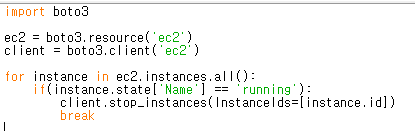 import boto3

ec2 = boto3.resource('ec2')
client = boto3.client('ec2')

for instance in ec2.instances.all():
    if(instance.state['Name'] == 'running'):
        client.stop_instances(InstanceIds=[instance.id])
        break